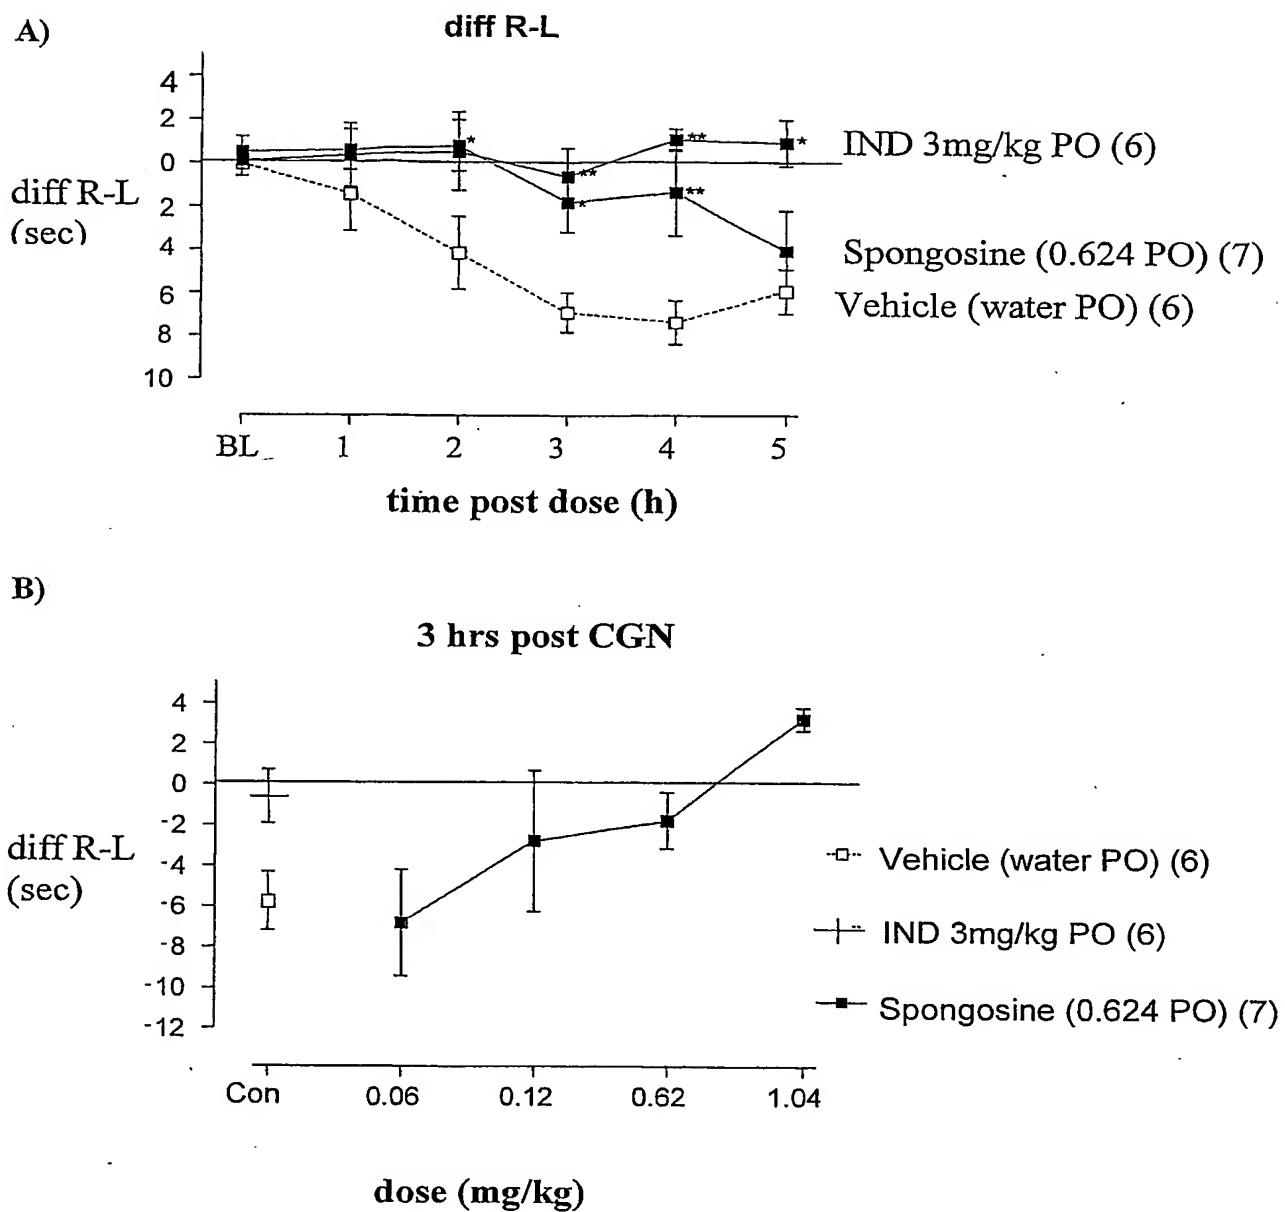 A)
diff R-L
4
2
0
2
4
6
8
10
diff R-L
(sec)
*
**
**
*
*
**
IND 3mg/kg PO (6)
Spongosine (0.624 PO) (7)
Vehicle (water PO) (6)
BL 1 2 3 4 5
time post dose (h)
B)
3 hrs post CGN
4
2
0
-2
-4
-6
-8
-10
-12
diff R-L
(sec)
Vehicle (water PO) (6)
IND 3mg/kg PO (6)
Spongosine (0.624 PO) (7)
Con 0.06 0.12 0.62 1.04
dose (mg/kg)